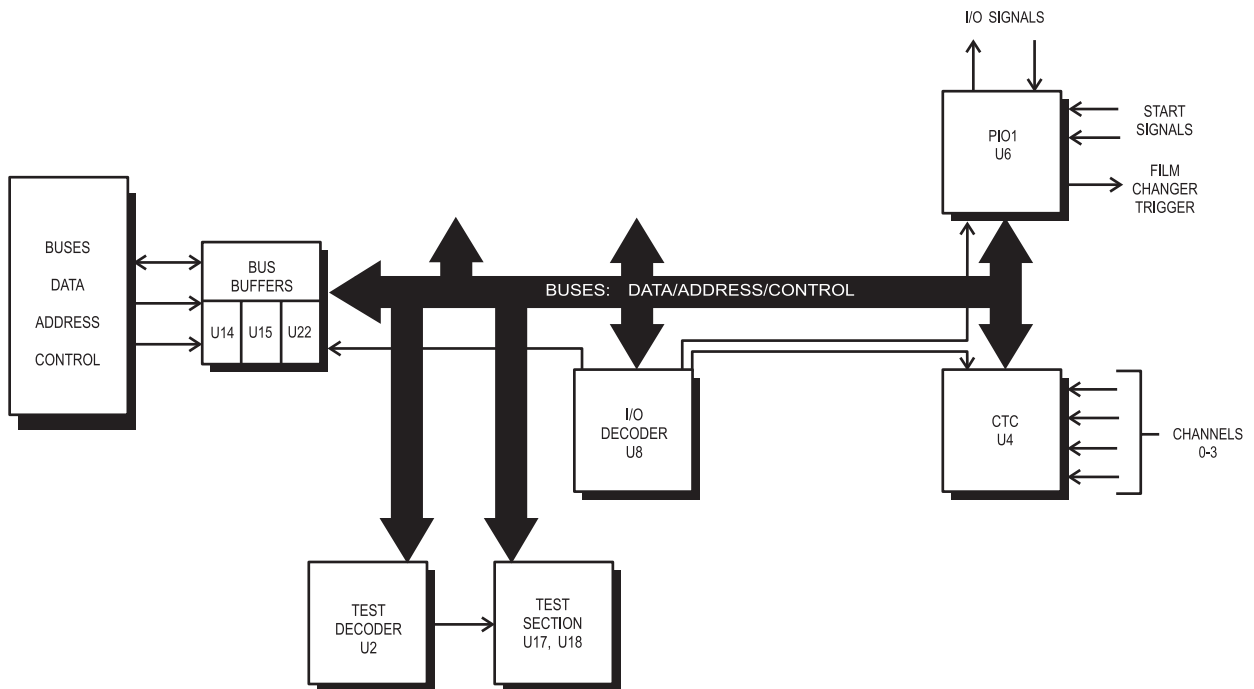 I/O SIGNALS
PIO1
U6
START
SIGNALS
FILM
CHANGER
TRIGGER
BUSES
DATA
ADDRESS
CONTROL
BUS
BUFFERS
U14 U15 U22
BUSES: DATA/ADDRESS/CONTROL
I/O
DECODER
U8
CTC
U4
CHANNELS
0-3
TEST
DECODER
U2
TEST
SECTION
U17, U18